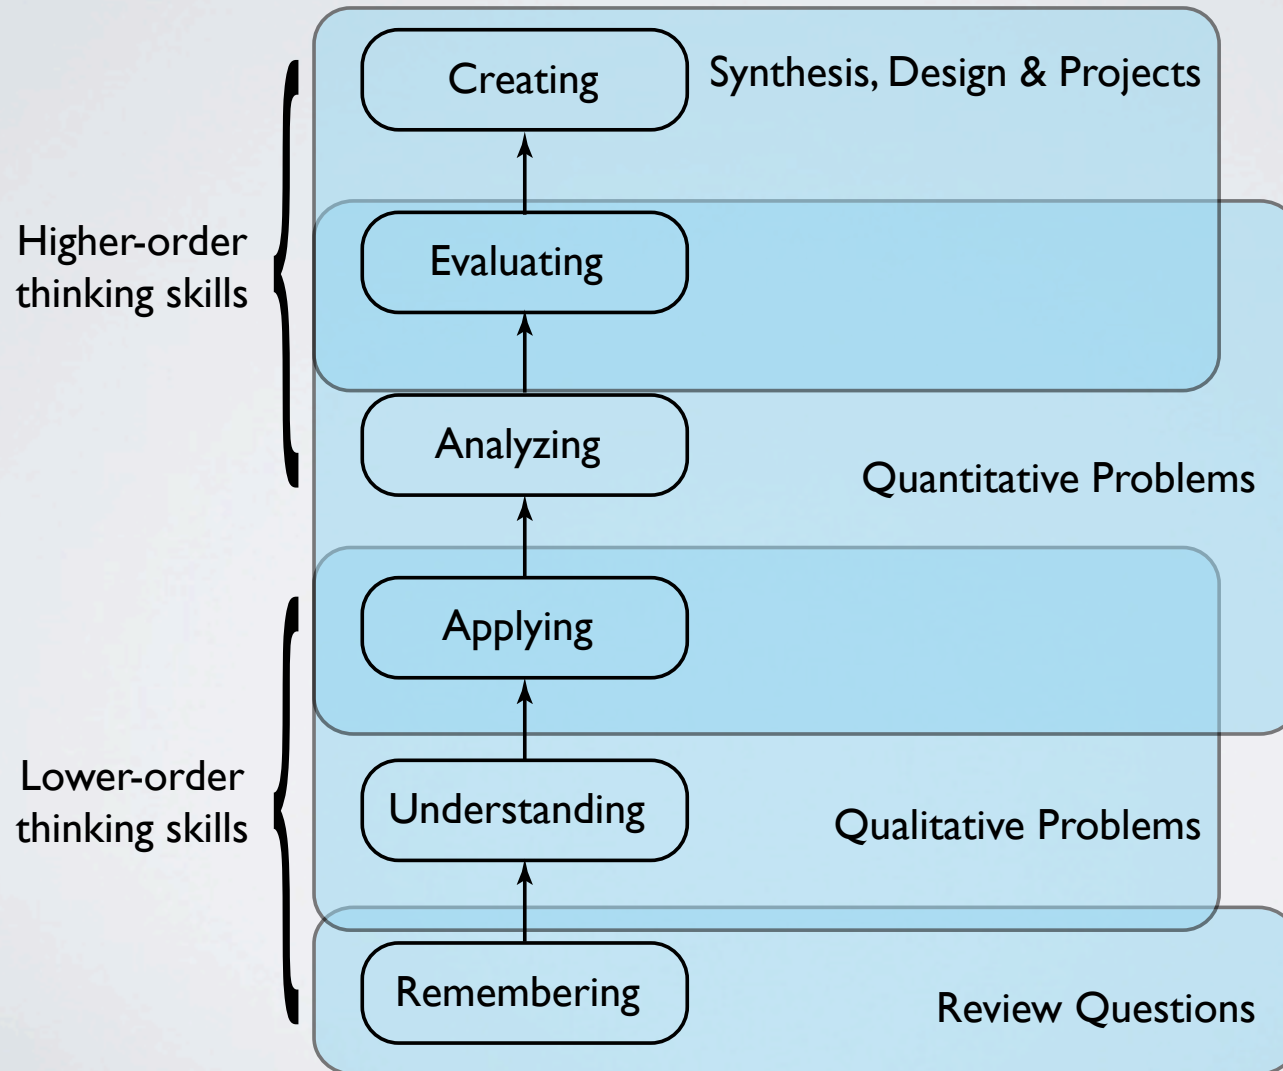 Creating
Synthesis, Design & Projects
Higher-order
thinking skills
Evaluating
Analyzing
Quantitative Problems
Applying
Lower-order
thinking skills
Understanding
Qualitative Problems
Remembering
Review Questions